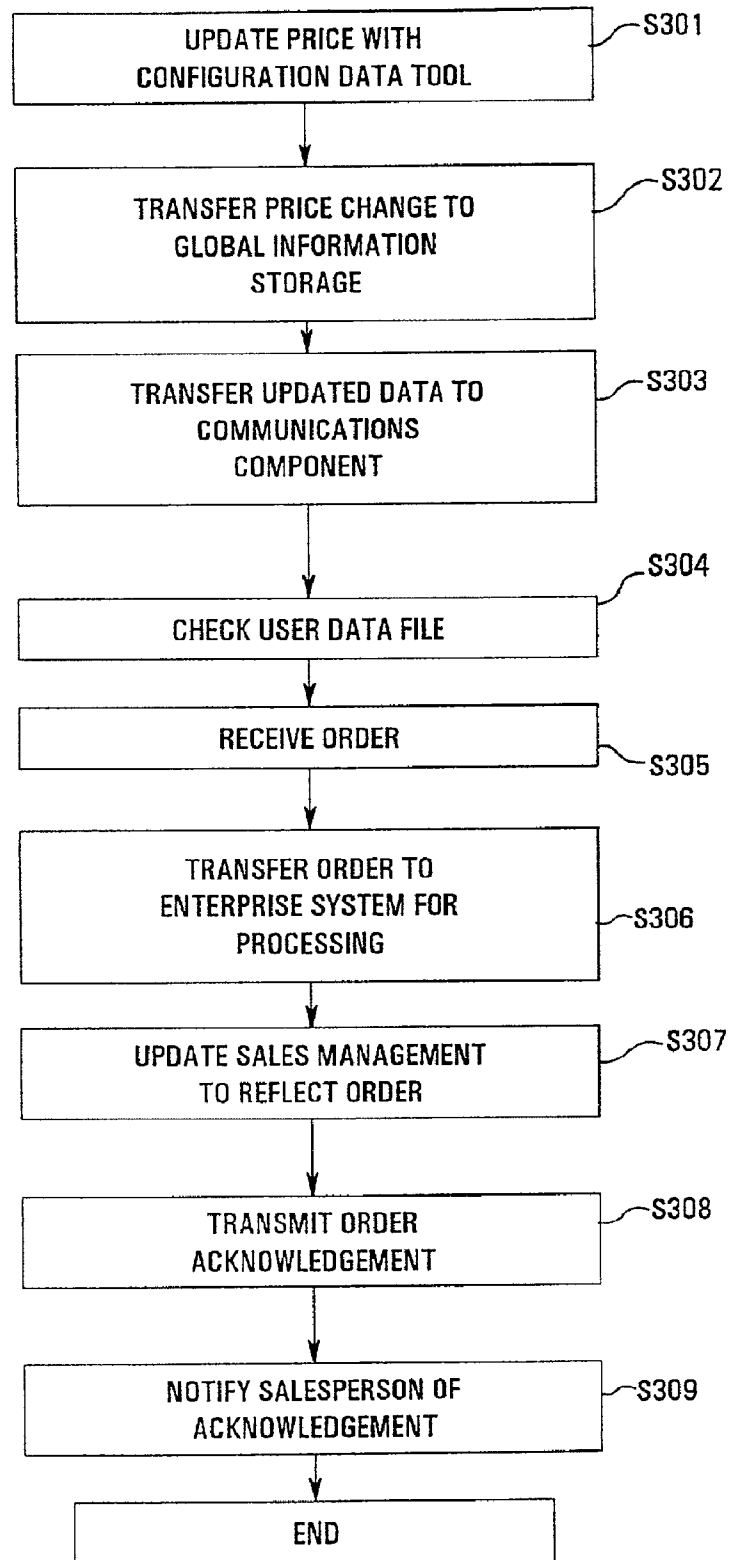 UPDATE PRICE WITH
CONFIGURATION DATA TOOL
S301
TRANSFER PRICE CHANGE TO
GLOBAL INFORMATION
STORAGE
S302
TRANSFER UPDATED DATA TO
COMMUNICATIONS
COMPONENT
S303
CHECK USER DATA FILE
S304
RECEIVE ORDER
S305
TRANSFER ORDER TO
ENTERPRISE SYSTEM FOR
PROCESSING
S306
UPDATE SALES MANAGEMENT
TO REFLECT ORDER
S307
TRANSMIT ORDER
ACKNOWLEDGEMENT
S308
NOTIFY SALESPERSON OF
ACKNOWLEDGEMENT
S309
END